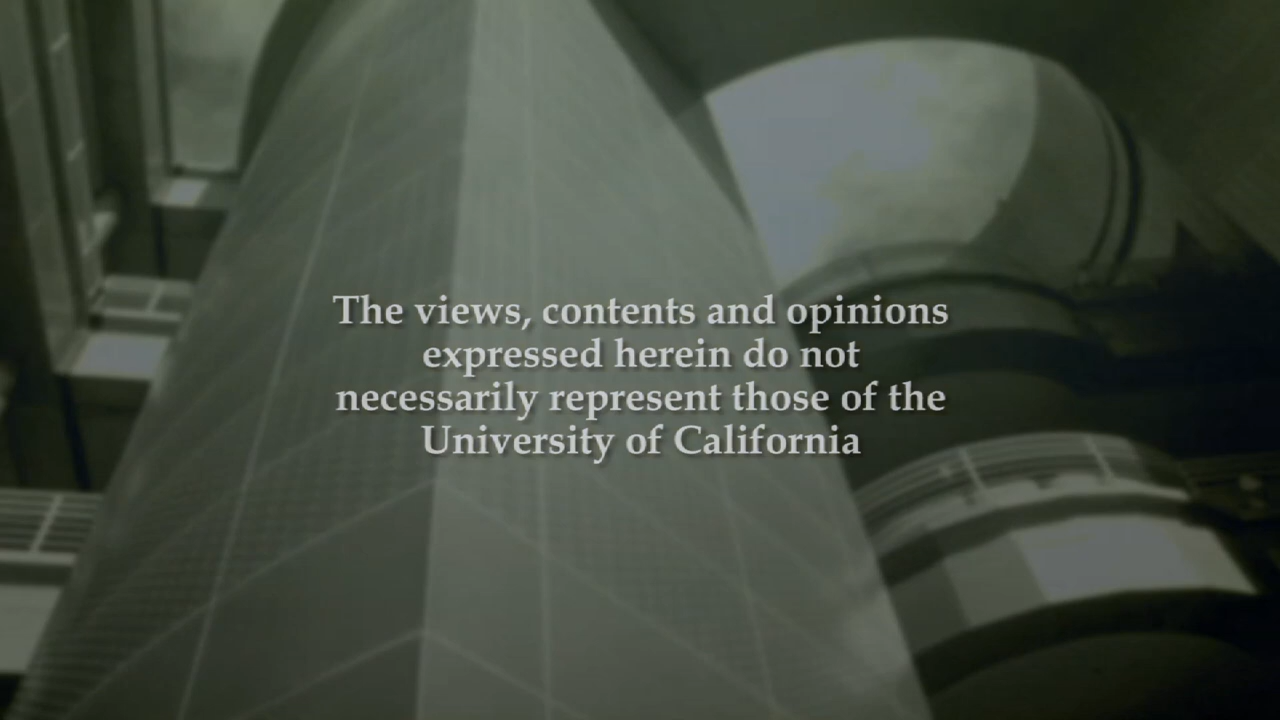 The views, contents and opinions
expressed herein do not
necessarily represent those of the
University of California